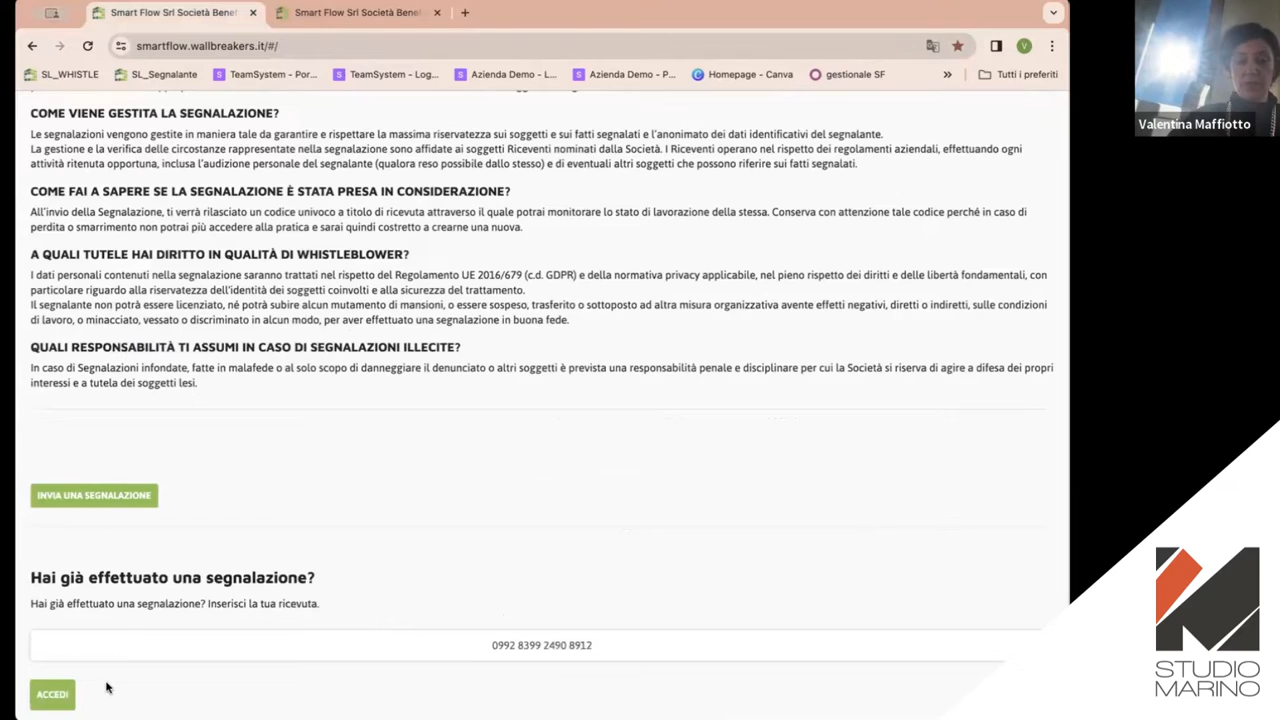 Smart Flow Srl Società Benef
Smart Flow Srl Società Benef
smartflow.wallbreakers.it/#/
V
SL_WHISTLE
SL_Segnalante
TeamSystem - Por...
TeamSystem - Log...
Azienda Demo - L...
Azienda Demo - P...
Homepage - Canva
gestionale SF
Tutti i preferiti
Valentina Maffiotto
COME VIENE GESTITA LA SEGNALAZIONE?
Le segnalazioni vengono gestite in maniera tale da garantire e rispettare la massima riservatezza sui soggetti e sui fatti segnalati e l'anonimato dei dati identificativi del segnalante.
La gestione e la verifica delle circostanze rappresentate nella segnalazione sono affidate ai soggetti Riceventi nominati dalla Società. I Riceventi operano nel rispetto dei regolamenti aziendali, effettuando ogni
attività ritenuta opportuna, inclusa l'audizione personale del segnalante (qualora reso possibile dallo stesso) e di eventuali altri soggetti che possono riferire sui fatti segnalati.
COME FAI A SAPERE SE LA SEGNALAZIONE È STATA PRESA IN CONSIDERAZIONE?
All'invio della Segnalazione, ti verrà rilasciato un codice univoco a titolo di ricevuta attraverso il quale potrai monitorare lo stato di lavorazione della stessa. Conserva con attenzione tale codice perché in caso di
perdita o smarrimento non potrai più accedere alla pratica e sarai quindi costretto a crearne una nuova.
A QUALI TUTELE HAI DIRITTO IN QUALITÀ DI WHISTLEBLOWER?
I dati personali contenuti nella segnalazione saranno trattati nel rispetto del Regolamento UE 2016/679 (c.d. GDPR) e della normativa privacy applicabile, nel pieno rispetto dei diritti e delle libertà fondamentali, con
particolare riguardo alla riservatezza dell'identità dei soggetti coinvolti e alla sicurezza del trattamento.
Il segnalante non potrà essere licenziato, né potrà subire alcun mutamento di mansioni, o essere sospeso, trasferito o sottoposto ad altra misura organizzativa avente effetti negativi, diretti o indiretti, sulle condizioni
di lavoro, o minacciato, vessato o discriminato in alcun modo, per aver effettuato una segnalazione in buona fede.
QUALI RESPONSABILITÀ TI ASSUMI IN CASO DI SEGNALAZIONI ILLECITE?
In caso di Segnalazioni infondate, fatte in malafede o al solo scopo di danneggiare il denunciato o altri soggetti è prevista una responsabilità penale e disciplinare per cui la Società si riserva di agire a difesa dei propri
interessi e a tutela dei soggetti lesi.
INVIA UNA SEGNALAZIONE
Hai già effettuato una segnalazione?
Hai già effettuato una segnalazione? Inserisci la tua ricevuta.
0992 8399 2490 8912
ACCEDI
STUDIO
MARINO